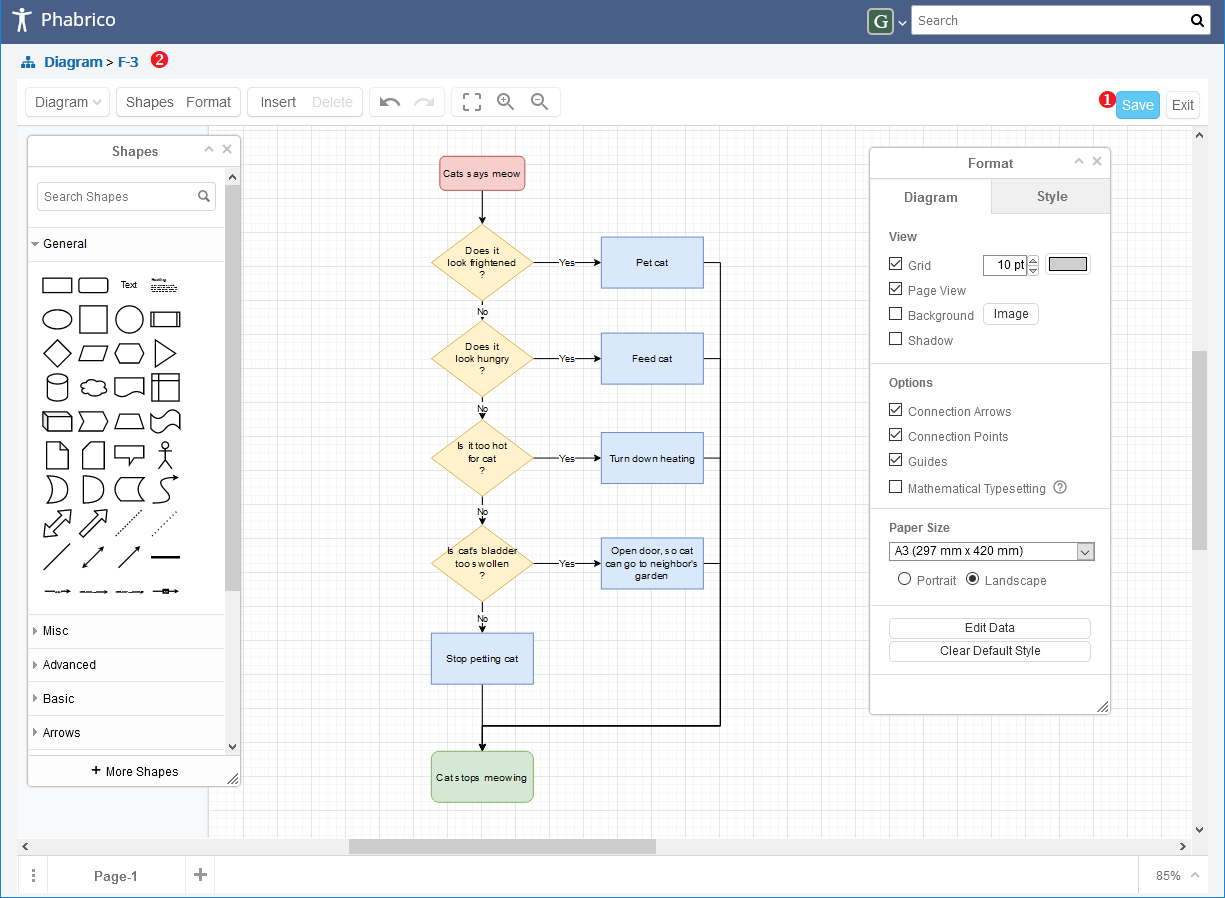 Phabrico
G
Search
Diagram > F-3 2
Diagram
Shapes Format
Insert Delete
1
Save
Exit
Shapes
Search Shapes
General
Text
Heading
Misc
Advanced
Basic
Arrows
+ More Shapes
Cats says meow
Does it
look frightened
?
Yes
Pet cat
No
Does it
look hungry
?
Yes
Feed cat
No
Is it too hot
for cat
?
Yes
Turn down heating
No
Is cat's bladder
too swollen
?
Yes
Open door, so cat
can go to neighbor's
garden
No
Stop petting cat
Cat stops meowing
Format
Diagram Style
View
Grid 10 pt
Page View
Background Image
Shadow
Options
Connection Arrows
Connection Points
Guides
Mathematical Typesetting ?
Paper Size
A3 (297 mm x 420 mm)
Portrait Landscape
Edit Data
Clear Default Style
Page-1
85%